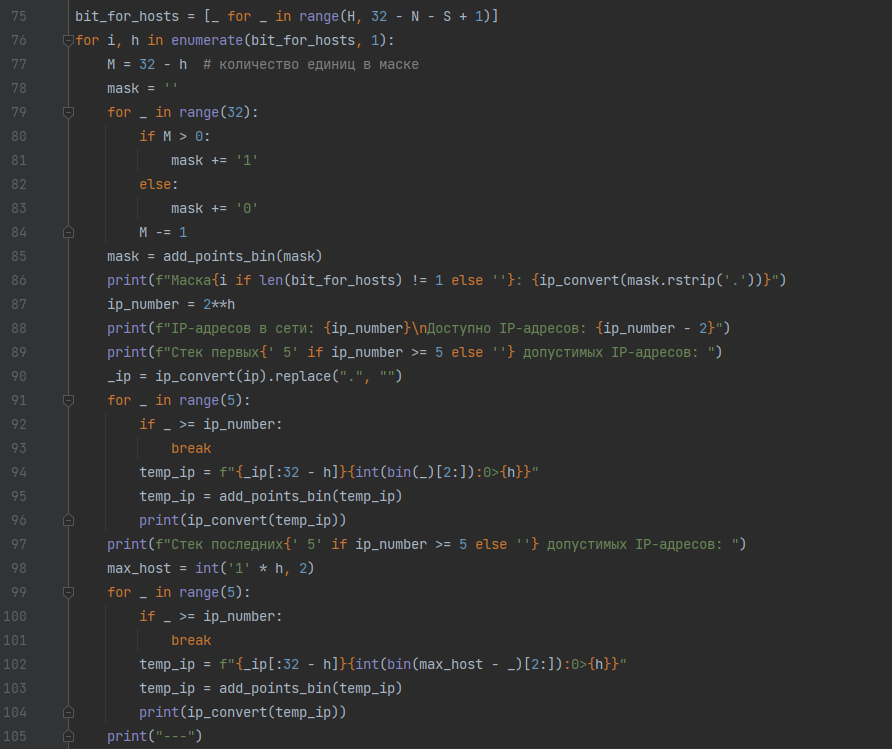 75 bit_for_hosts = [_ for _ in range(H, 32 - N - S + 1)]
76 for i, h in enumerate(bit_for_hosts, 1):
77     M = 32 - h  # количество единиц в маске
78     mask = ''
79     for _ in range(32):
80         if M > 0:
81             mask += '1'
82         else:
83             mask += '0'
84         M -= 1
85     mask = add_points_bin(mask)
86     print(f"Маска{i if len(bit_for_hosts) != 1 else ''}: {ip_convert(mask.rstrip('.'))}")
87     ip_number = 2**h
88     print(f"IP-адресов в сети: {ip_number}\nДоступно IP-адресов: {ip_number - 2}")
89     print(f"Стек первых{' 5' if ip_number >= 5 else ''} допустимых IP-адресов: ")
90     _ip = ip_convert(ip).replace(".", "")
91     for _ in range(5):
92         if _ >= ip_number:
93             break
94         temp_ip = f"{_ip[:32 - h]}{int(bin(_)[2:]):0>{h}}"
95         temp_ip = add_points_bin(temp_ip)
96         print(ip_convert(temp_ip))
97     print(f"Стек последних{' 5' if ip_number >= 5 else ''} допустимых IP-адресов: ")
98     max_host = int('1' * h, 2)
99     for _ in range(5):
100         if _ >= ip_number:
101             break
102         temp_ip = f"{_ip[:32 - h]}{int(bin(max_host - _)[2:]):0>{h}}"
103         temp_ip = add_points_bin(temp_ip)
104         print(ip_convert(temp_ip))
105     print("---")